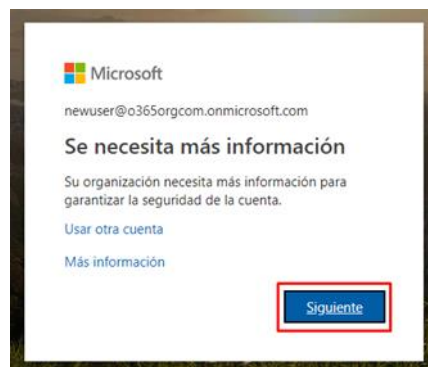 Microsoft
newuser@o365orgcom.onmicrosoft.com
Se necesita más información
Su organización necesita más información para
garantizar la seguridad de la cuenta.
Usar otra cuenta
Más información
Siguiente